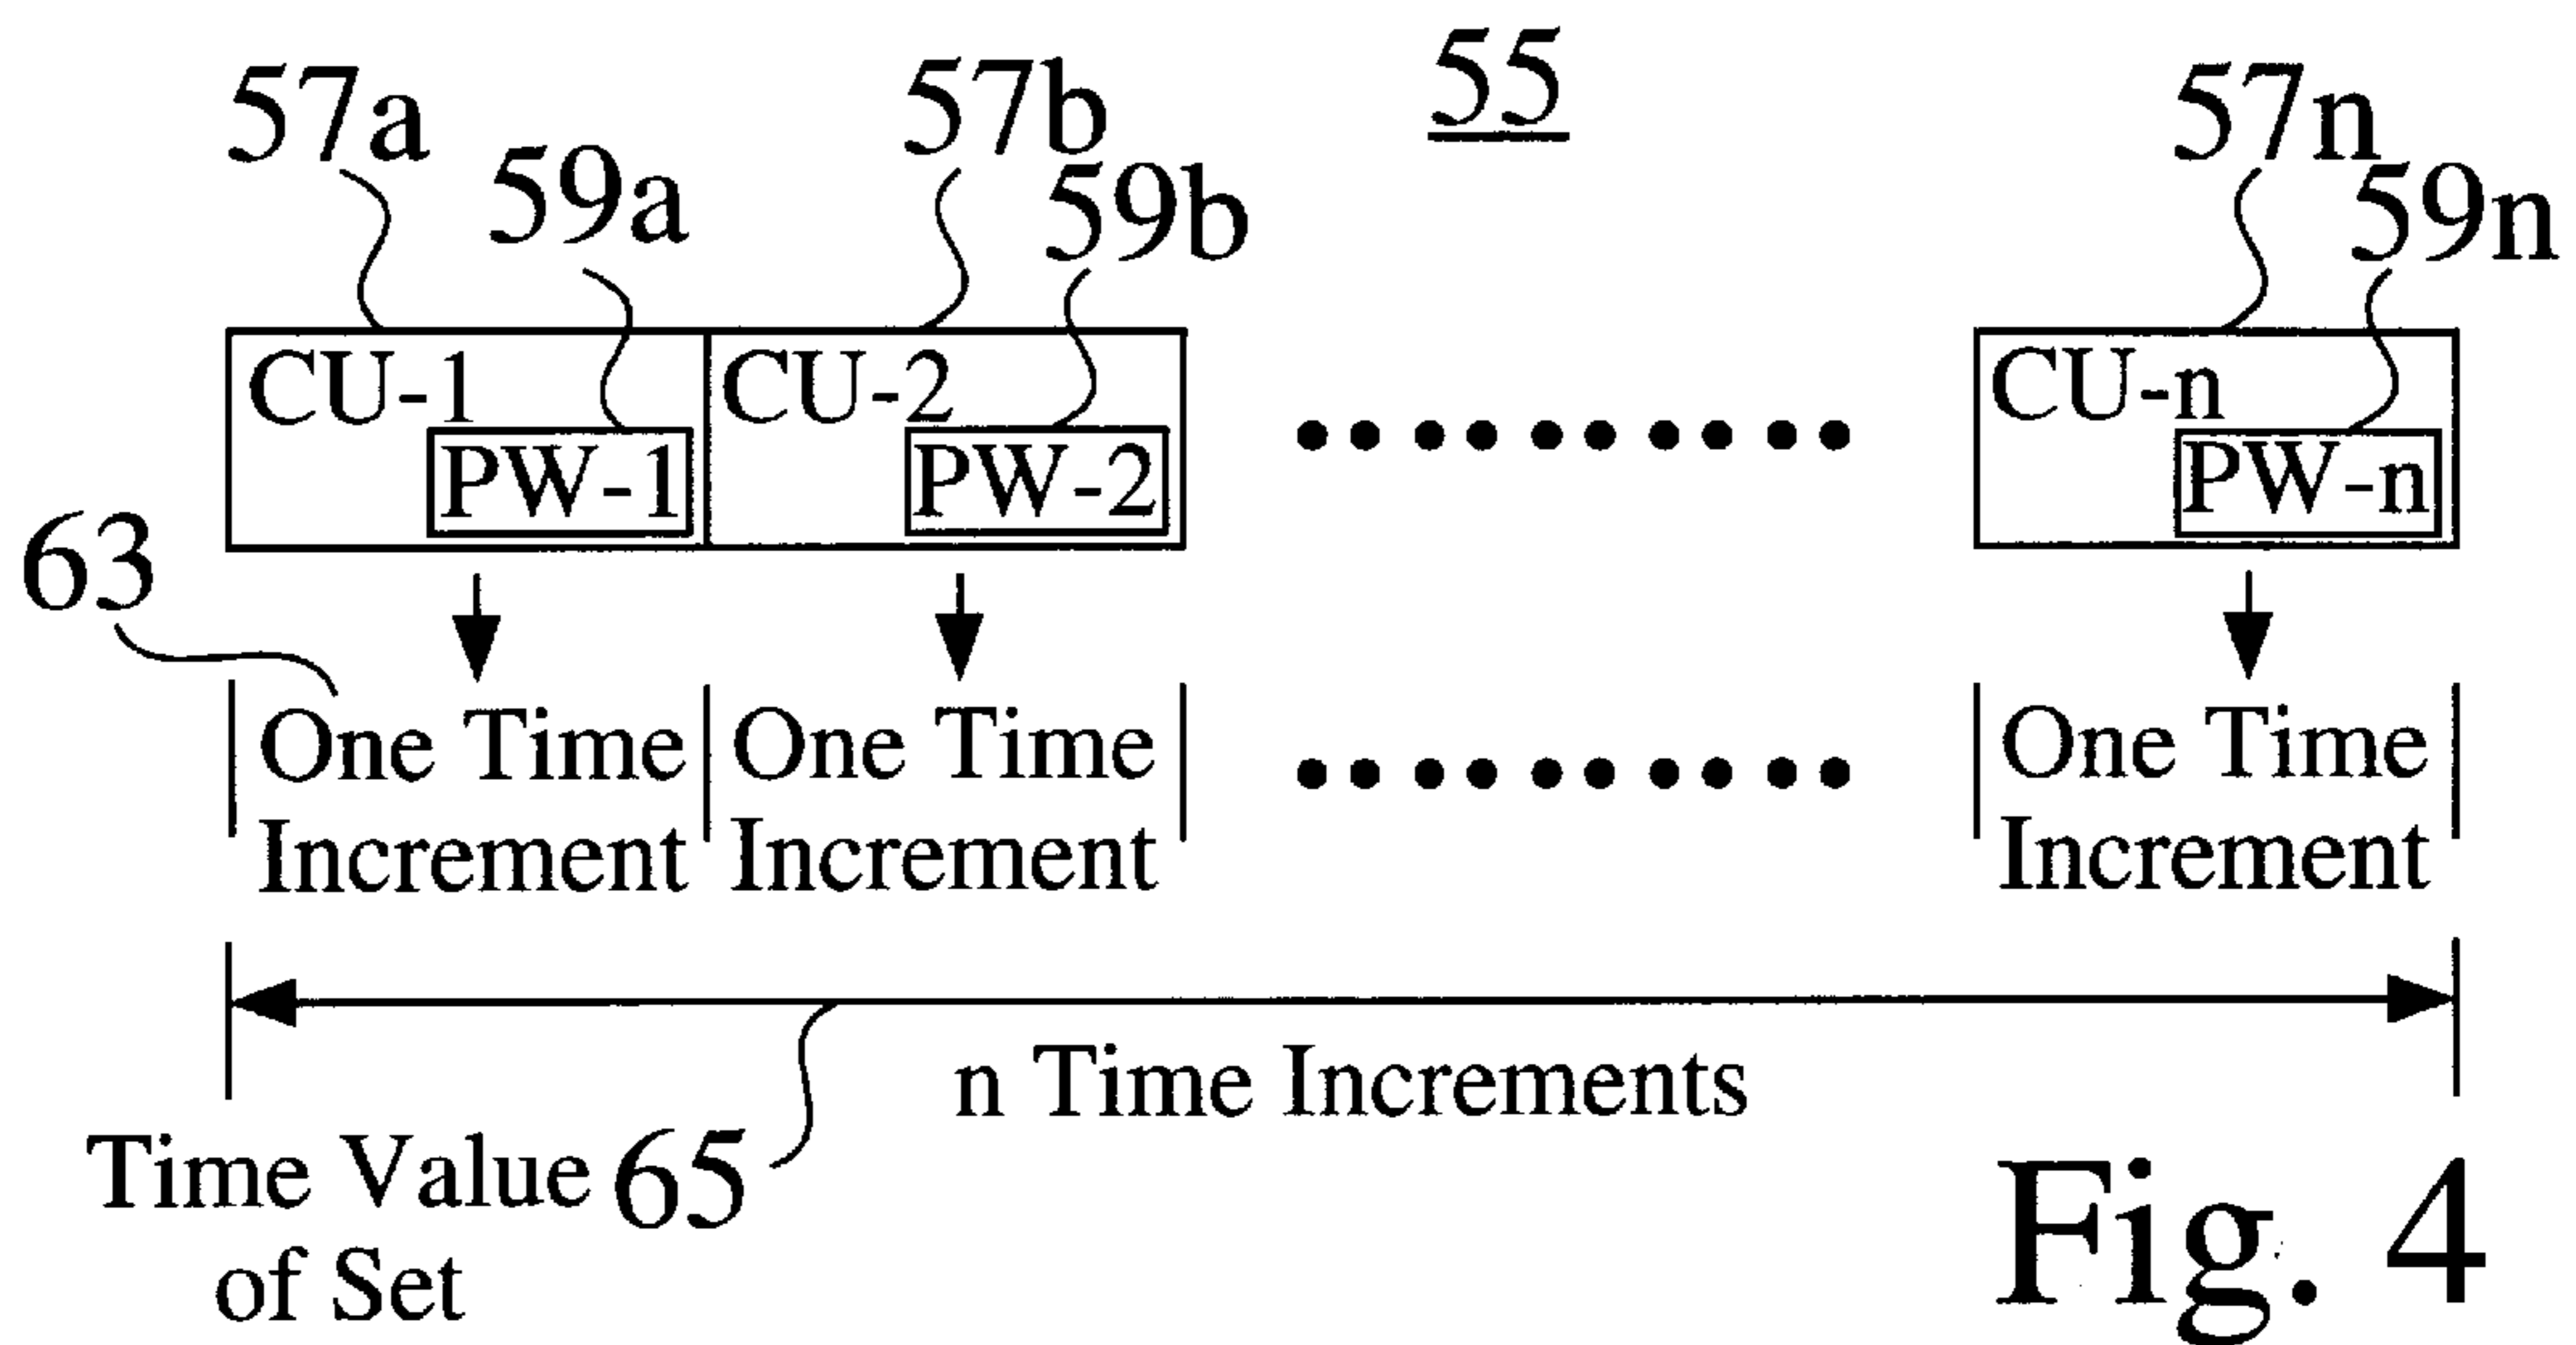 55
57a
57b
57n
59a
59b
59n
CU-1
CU-2
CU-n
PW-1
PW-2
PW-n
63
One Time
Increment
One Time
Increment
One Time
Increment
n Time Increments
Time Value
of Set
65
Fig. 4